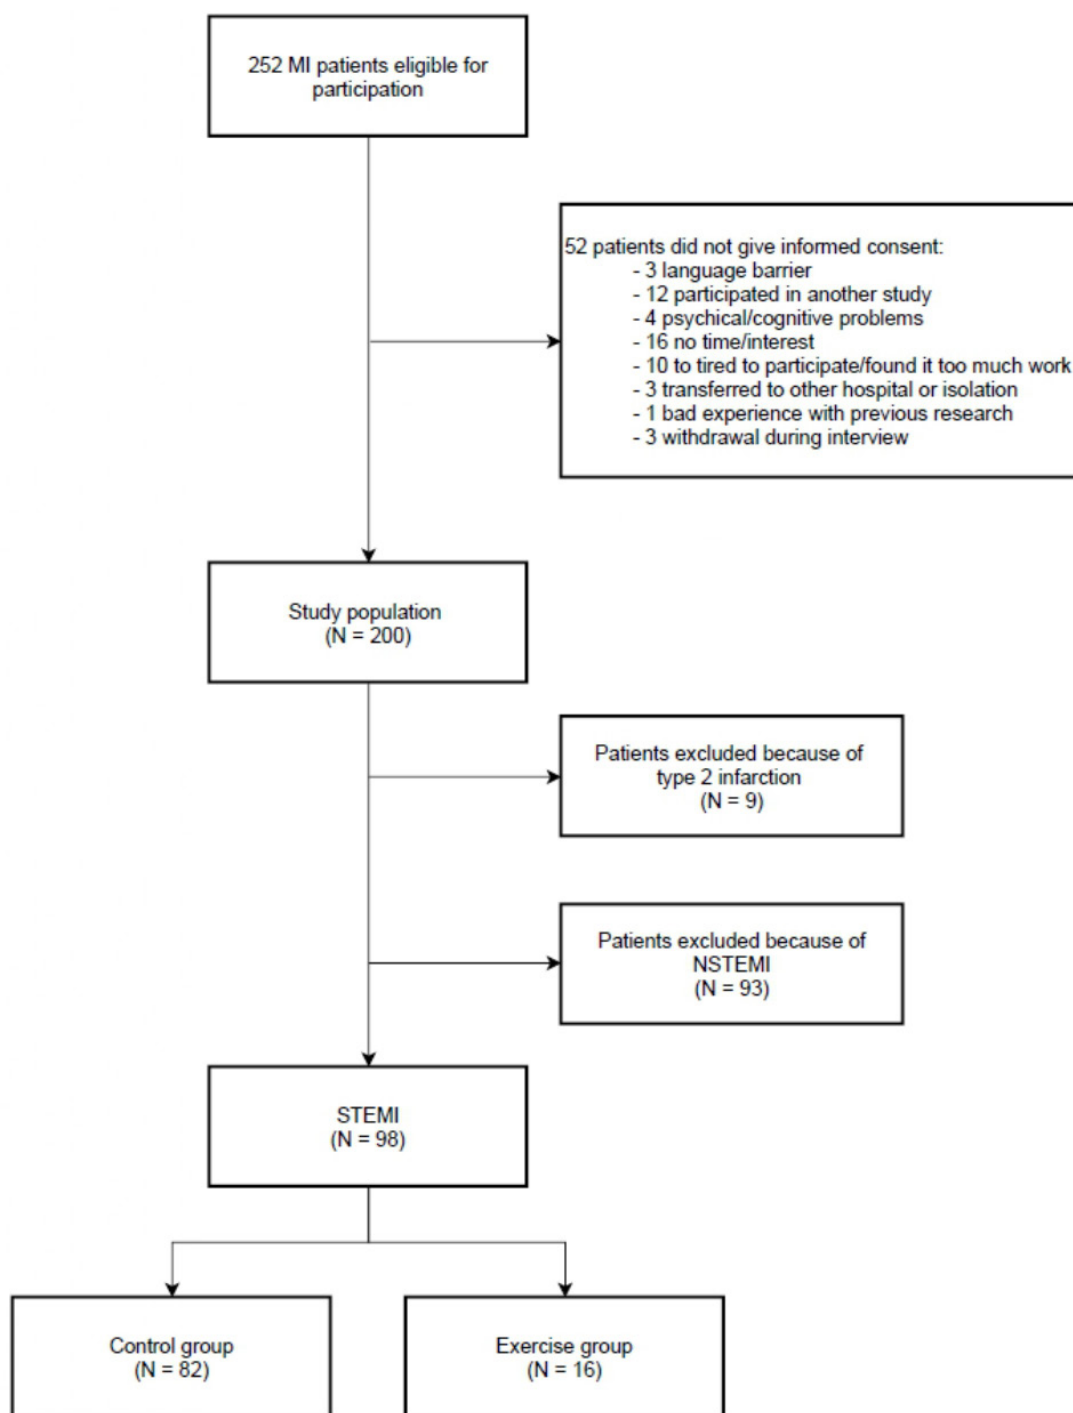 252 MI patients eligible for
participation
52 patients did not give informed consent:
- 3 language barrier
- 12 participated in another study
- 4 psychical/cognitive problems
- 16 no time/interest
- 10 to tired to participate/found it too much work
- 3 transferred to other hospital or isolation
- 1 bad experience with previous research
- 3 withdrawal during interview
Study population
(N = 200)
Patients excluded because of
type 2 infarction
(N = 9)
Patients excluded because of
NSTEMI
(N = 93)
STEMI
(N = 98)
Control group
(N = 82)
Exercise group
(N = 16)